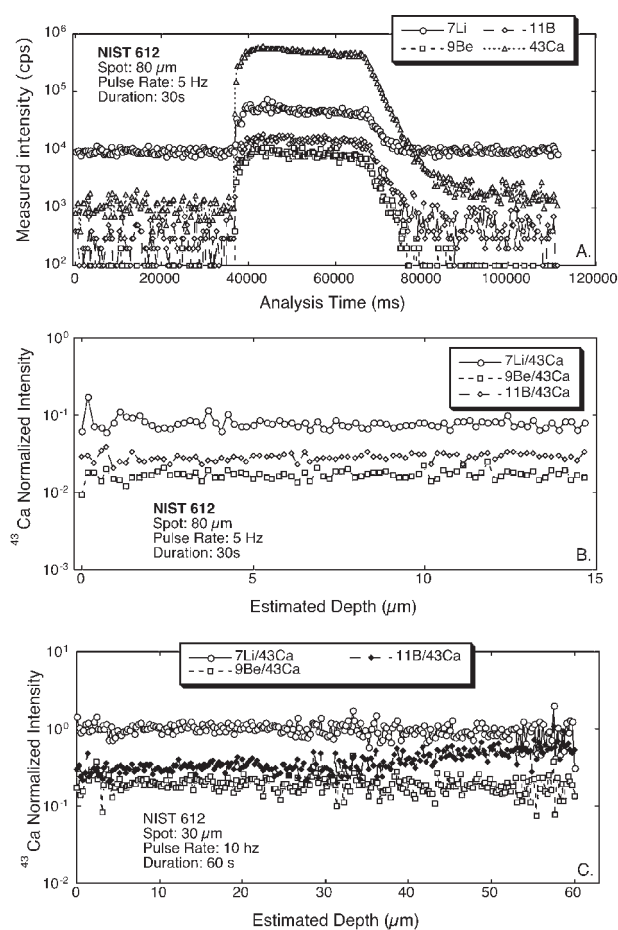 7Li 11B
9Be 43Ca
NIST 612
Spot: 80 µm
Pulse Rate: 5 Hz
Duration: 30s
Measured intensity (cps)
10^6
10^5
10^4
10^3
10^2
A.
0 20000 40000 60000 80000 100000 120000
Analysis Time (ms)
7Li/43Ca
9Be/43Ca
11B/43Ca
43 Ca Normalized Intensity
10^0
10^-1
10^-2
10^-3
NIST 612
Spot: 80 µm
Pulse Rate: 5 Hz
Duration: 30s
B.
0 5 10 15
Estimated Depth (µm)
7Li/43Ca 11B/43Ca
9Be/43Ca
43 Ca Normalized Intensity
10^1
10^0
10^-1
10^-2
NIST 612
Spot: 30 µm
Pulse Rate: 10 hz
Duration: 60 s
C.
0 10 20 30 40 50 60
Estimated Depth (µm)